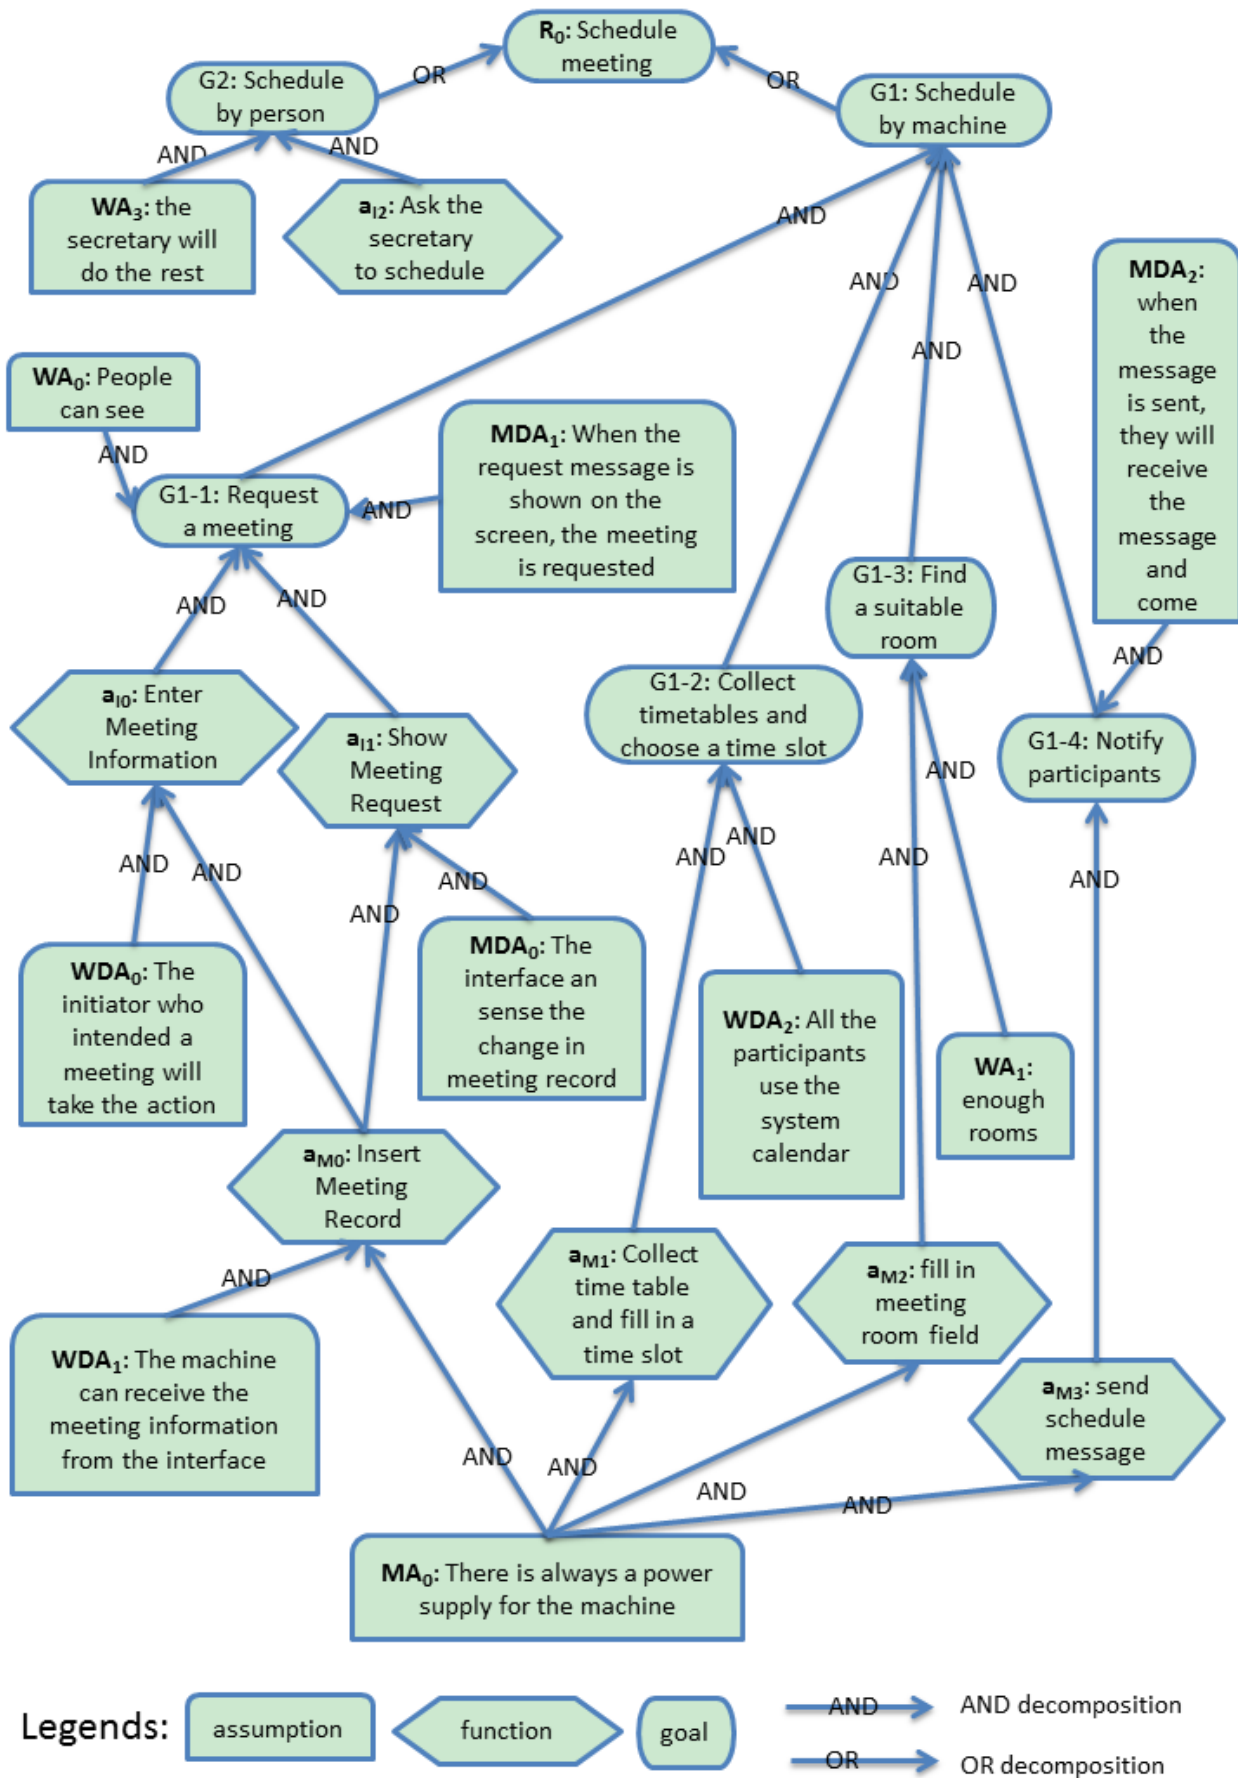 R0: Schedule
meeting
OR
OR
G2: Schedule
by person
G1: Schedule
by machine
AND
AND
WA3: the
secretary will
do the rest
aI2: Ask the
secretary
to schedule
AND
AND
AND
AND
MDA2:
when
the
message
is sent,
they will
receive
the
message
and
come
WA0: People
can see
AND
MDA1: When the
request message is
shown on the
screen, the meeting
is requested
AND
G1-1: Request
a meeting
AND
AND
G1-3: Find
a suitable
room
AND
aI0: Enter
Meeting
Information
aI1: Show
Meeting
Request
G1-2: Collect
timetables and
choose a time slot
G1-4: Notify
participants
AND
AND
AND
AND
AND
AND
AND
AND
AND
AND
WDA0: The
initiator who
intended a
meeting will
take the action
MDA0: The
interface an
sense the
change in
meeting record
WDA2: All the
participants
use the
system
calendar
WA1:
enough
rooms
aM0: Insert
Meeting
Record
aM1: Collect
time table
and fill in a
time slot
aM2: fill in
meeting
room field
AND
WDA1: The machine
can receive the
meeting information
from the interface
aM3: send
schedule
message
AND
AND
AND
AND
MA0: There is always a power
supply for the machine
Legends:
assumption
function
goal
AND
AND decomposition
OR
OR decomposition